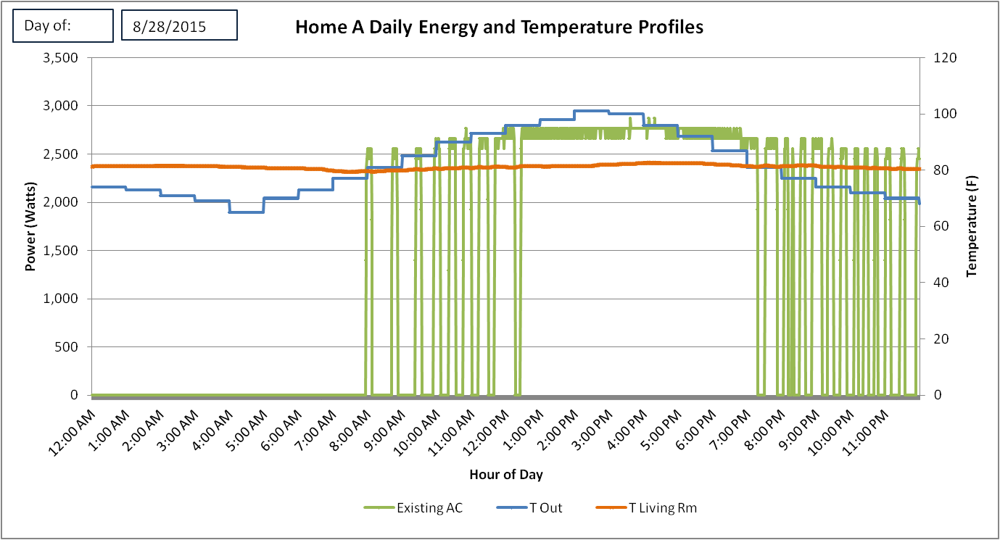 Day of:
8/28/2015
Home A Daily Energy and Temperature Profiles
3,500
3,000
2,500
2,000
1,500
1,000
500
0
Power (Watts)
120
100
80
60
40
20
0
Temperature (F)
12:00 AM
1:00 AM
2:00 AM
3:00 AM
4:00 AM
5:00 AM
6:00 AM
7:00 AM
8:00 AM
9:00 AM
10:00 AM
11:00 AM
12:00 PM
1:00 PM
2:00 PM
3:00 PM
4:00 PM
5:00 PM
6:00 PM
7:00 PM
8:00 PM
9:00 PM
10:00 PM
11:00 PM
Hour of Day
Existing AC
T Out
T Living Rm